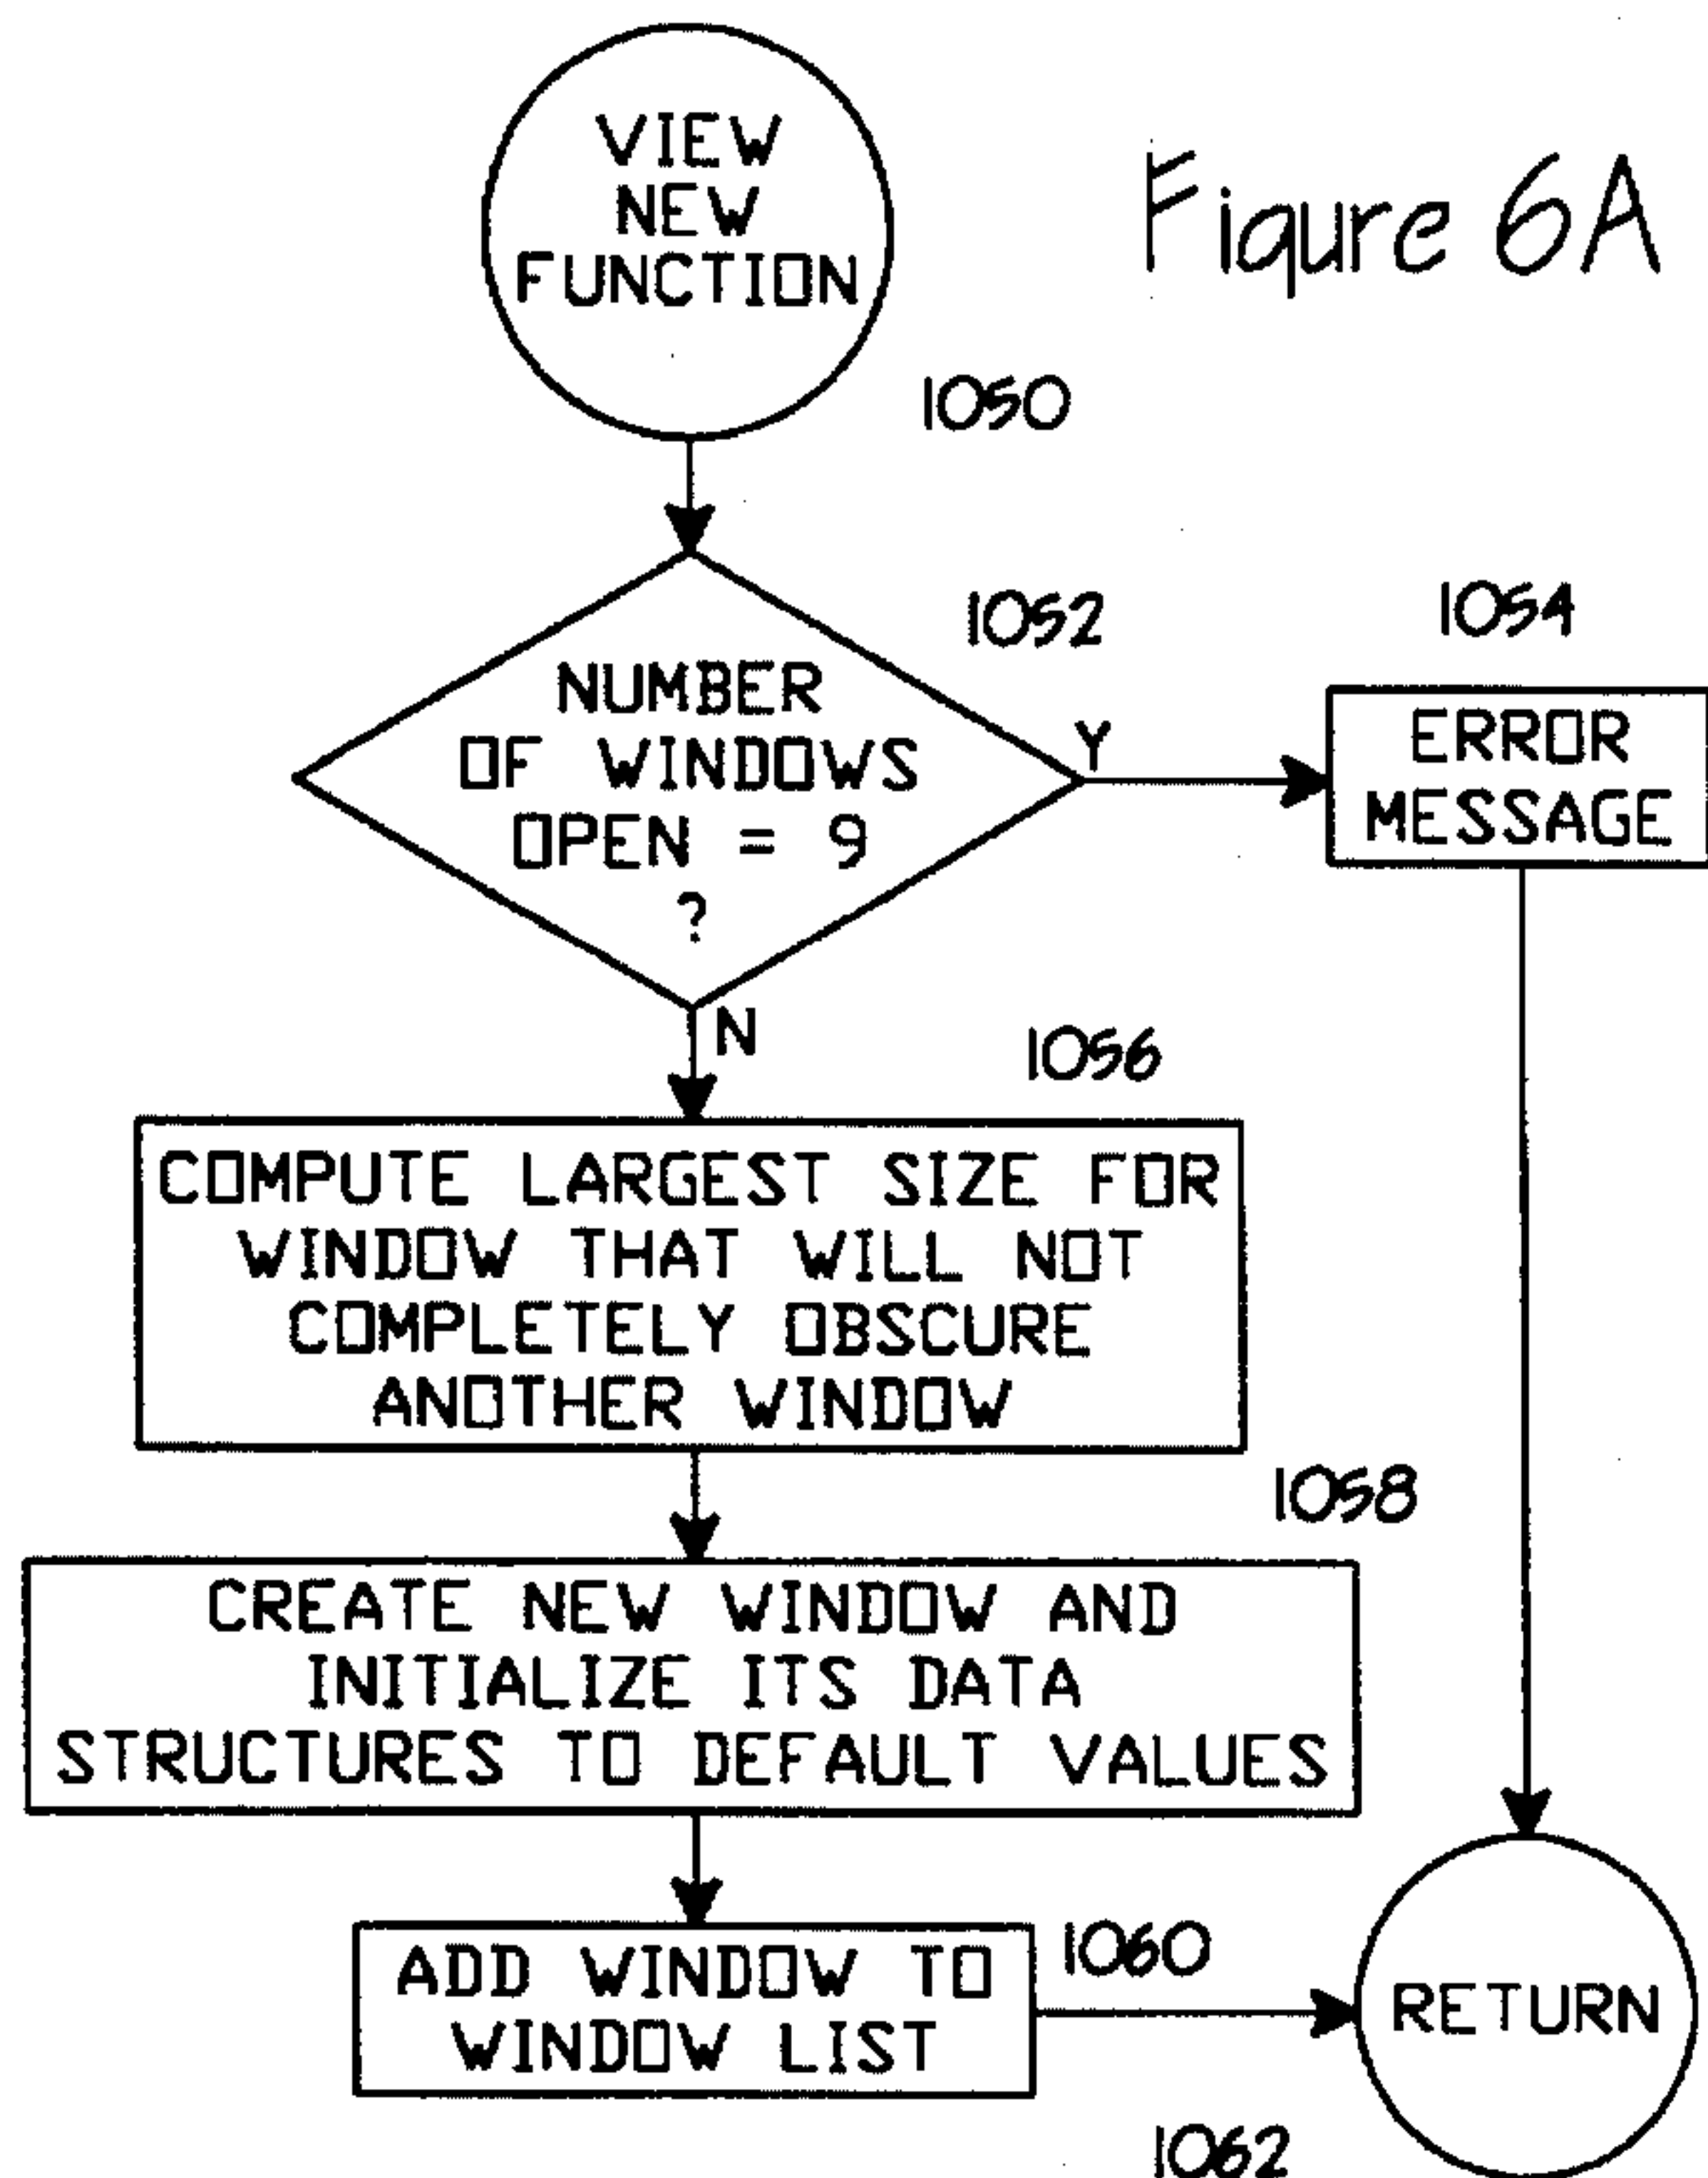 VIEW
NEW
FUNCTION
Figure 6A
1050
1052
1054
NUMBER
OF WINDOWS
OPEN = 9
?
Y
ERROR
MESSAGE
N
1056
COMPUTE LARGEST SIZE FOR
WINDOW THAT WILL NOT
COMPLETELY OBSCURE
ANOTHER WINDOW
1058
CREATE NEW WINDOW AND
INITIALIZE ITS DATA
STRUCTURES TO DEFAULT VALUES
ADD WINDOW TO
WINDOW LIST
1060
RETURN
1062